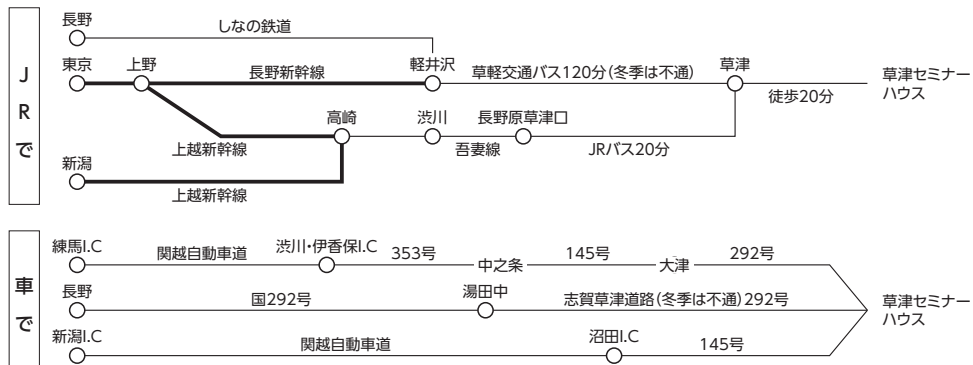 JRで
長野
しなの鉄道
東京
上野
長野新幹線
軽井沢
草軽交通バス120分(冬季は不通)
草津
徒歩20分
草津セミナー
ハウス
高崎
渋川
長野原草津口
上越新幹線
吾妻線
JRバス20分
新潟
上越新幹線
車で
練馬I.C
関越自動車道
渋川・伊香保I.C
353号
中之条
145号
大津
292号
長野
国292号
湯田中
志賀草津道路(冬季は不通)292号
草津セミナー
ハウス
新潟I.C
関越自動車道
沼田I.C
145号